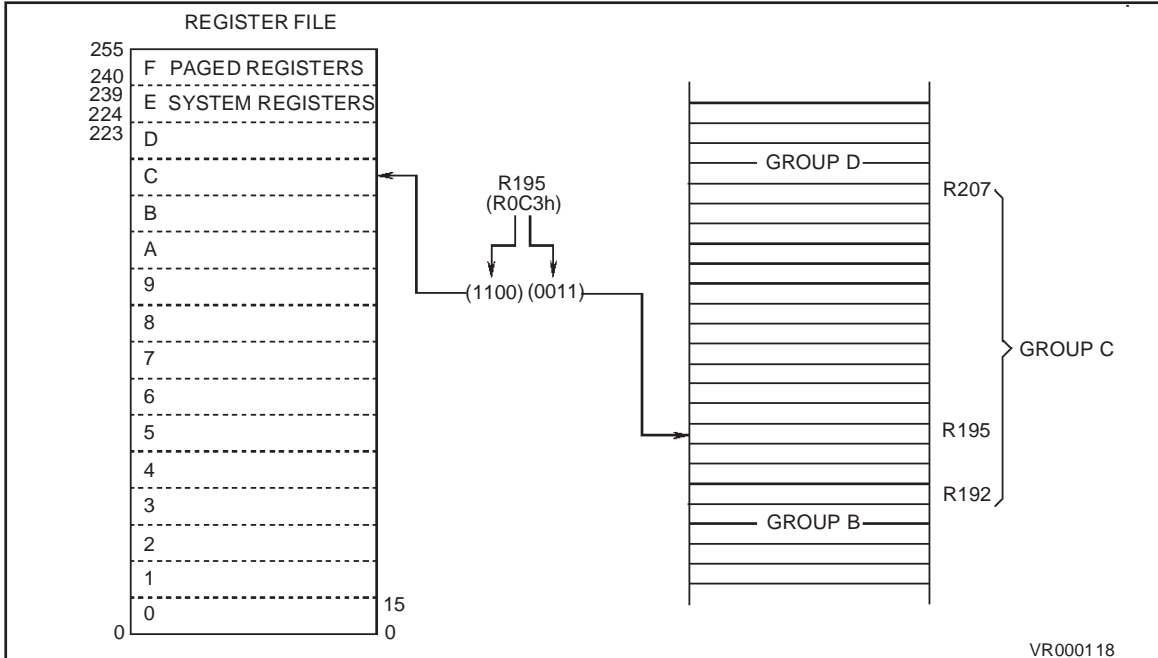 REGISTER FILE
255
240
239
224
223
F PAGED REGISTERS
E SYSTEM REGISTERS
D
C
B
A
9
8
7
6
5
4
3
2
1
0
15
0
0
R195
(R0C3h)
(1100) (0011)
GROUP D
R207
GROUP C
R195
R192
GROUP B
VR000118